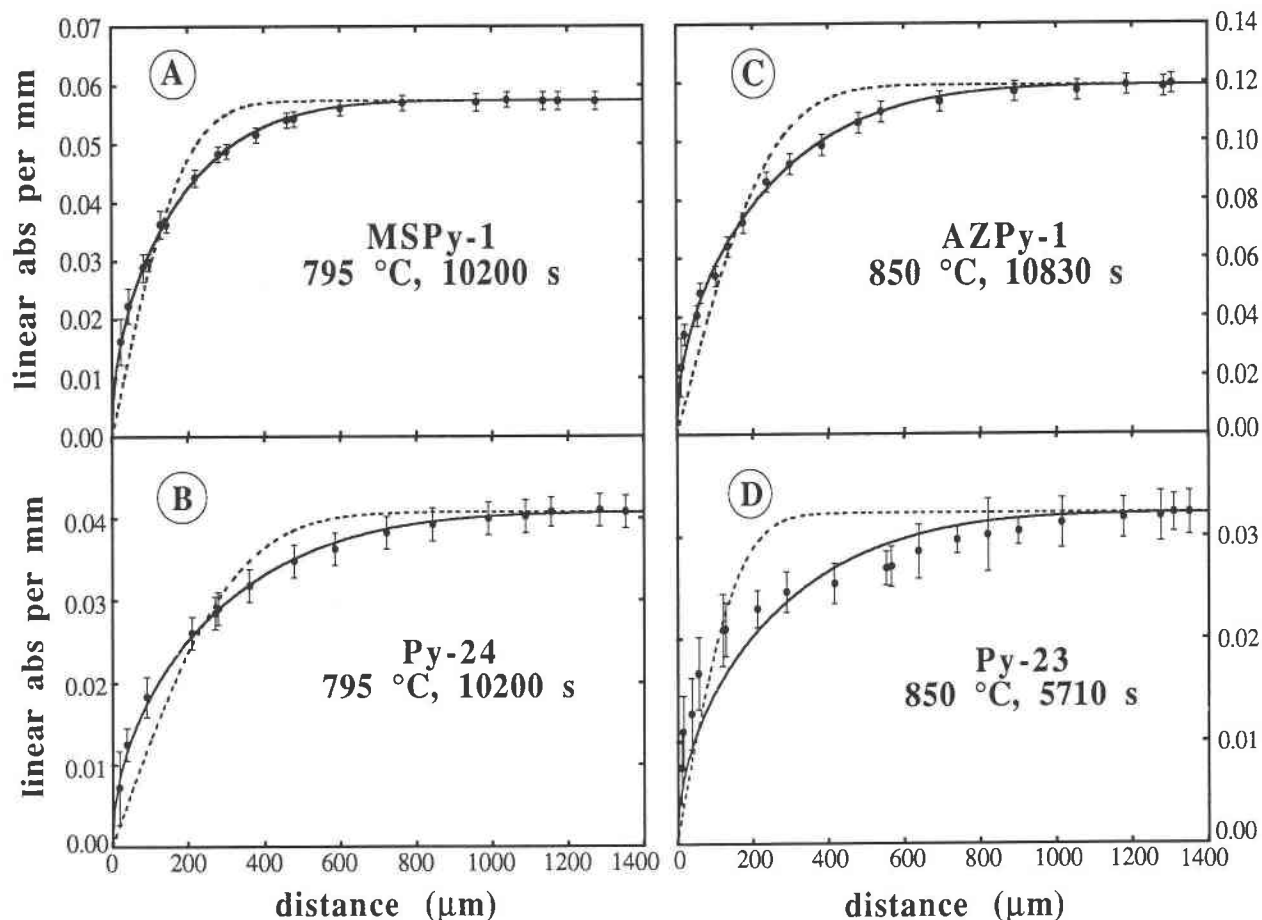 A
C
B
D
MSPy-1
795 °C, 10200 s
AZPy-1
850 °C, 10830 s
Py-24
795 °C, 10200 s
Py-23
850 °C, 5710 s
linear abs per mm
linear abs per mm
0.07
0.06
0.05
0.04
0.03
0.02
0.01
0.00
0.04
0.03
0.02
0.01
0.00
0.14
0.12
0.10
0.08
0.06
0.04
0.02
0.00
0.03
0.02
0.01
0.00
0 200 400 600 800 1000 1200 1400
0 200 400 600 800 1000 1200 1400
distance (μm)
distance (μm)